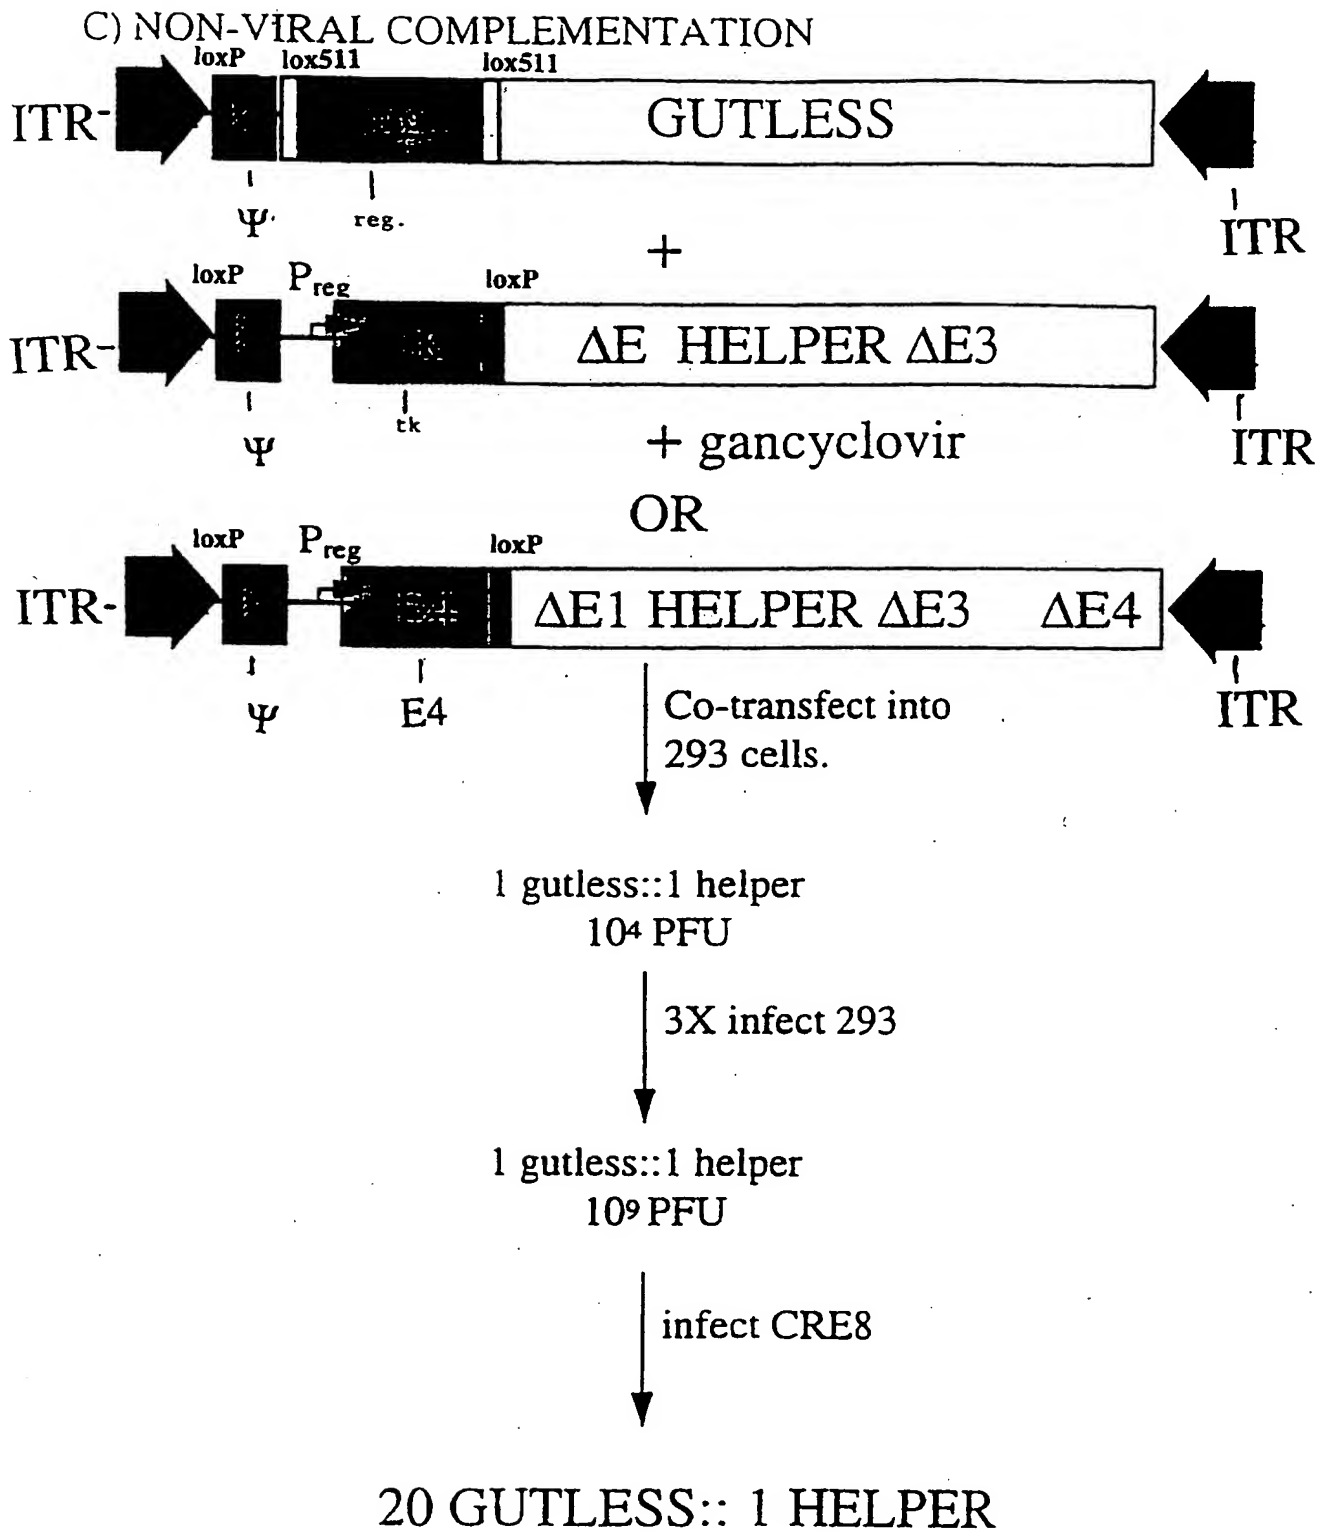 C) NON-VIRAL COMPLEMENTATION
loxP lox511 lox511
ITR- GUTLESS
Ψ reg. ITR
+
loxP Preg loxP
ITR- ΔE HELPER ΔE3
Ψ tk ITR
+ gancyclovir
OR
loxP Preg loxP
ITR- ΔE1 HELPER ΔE3 ΔE4
Ψ E4 ITR
Co-transfect into
293 cells.
1 gutless::1 helper
10⁴ PFU
3X infect 293
1 gutless::1 helper
10⁹ PFU
infect CRE8
20 GUTLESS:: 1 HELPER